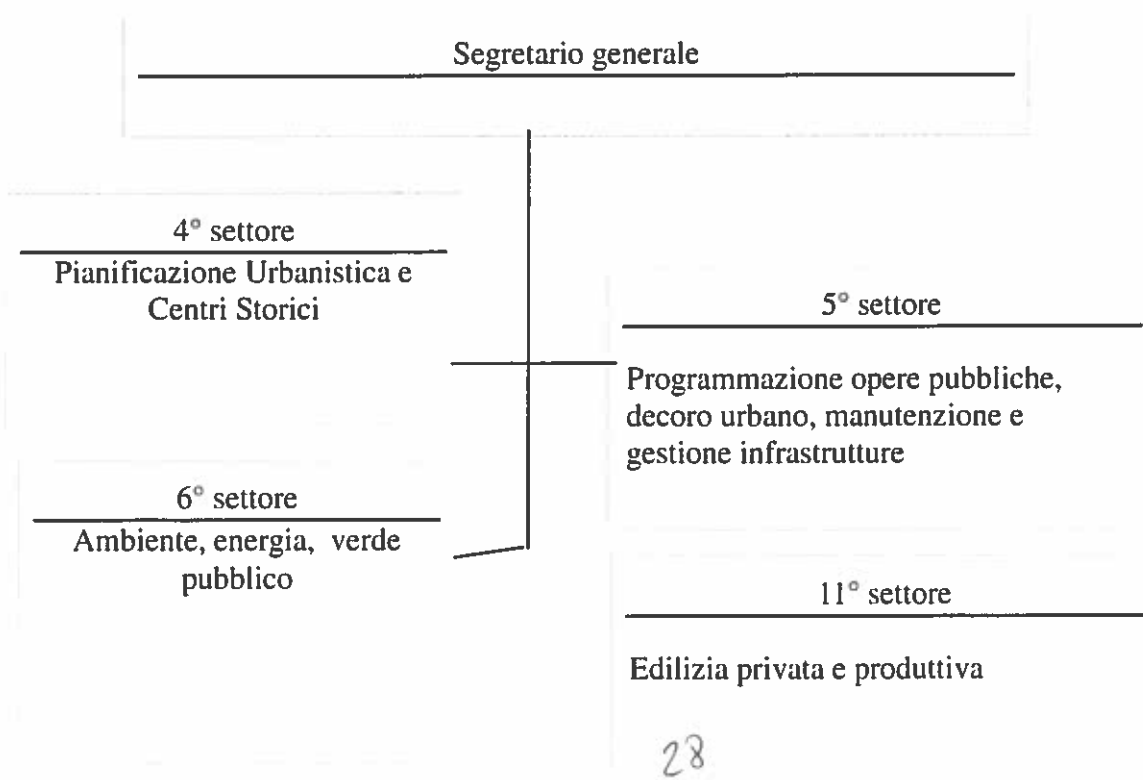 Segretario generale
4° settore
Pianificazione Urbanistica e
Centri Storici
5° settore
Programmazione opere pubbliche,
decoro urbano, manutenzione e
gestione infrastrutture
6° settore
Ambiente, energia, verde
pubblico
11° settore
Edilizia privata e produttiva
28